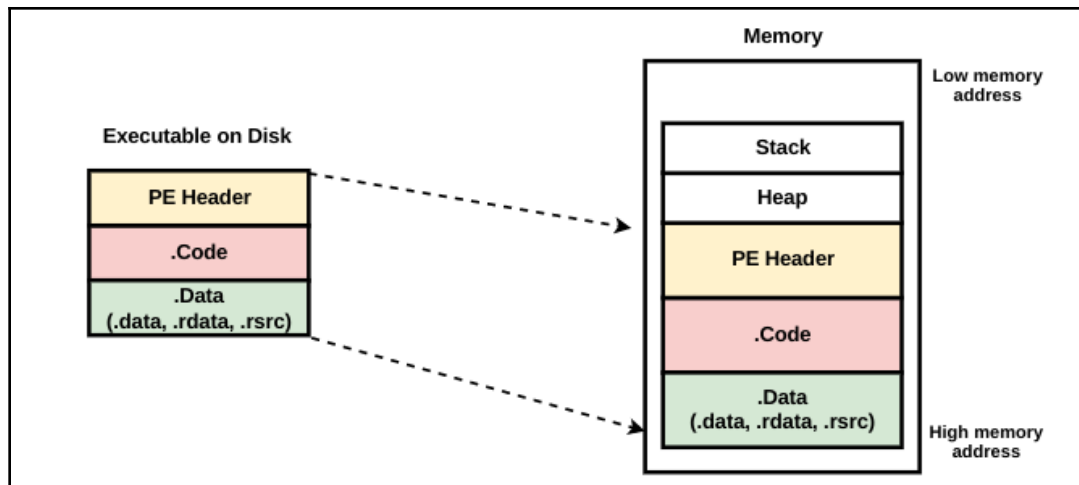 Memory
Low memory
address
Executable on Disk
PE Header
.Code
.Data
(.data, .rdata, .rsrc)
Stack
Heap
PE Header
.Code
.Data
(.data, .rdata, .rsrc)
High memory
address